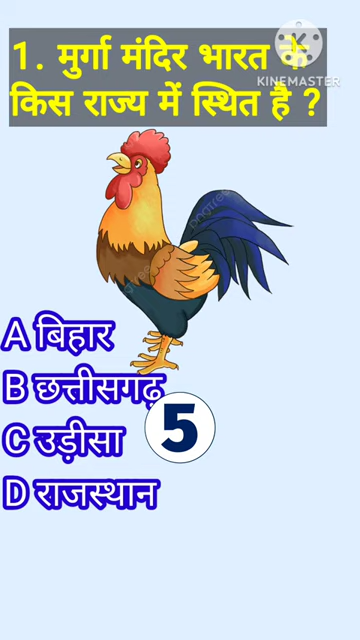 1. मुर्गा मंदिर भारत के
किस राज्य में स्थित है ?
KINEMASTER
A बिहार
B छत्तीसगढ़
C उड़ीसा
5
D राजस्थान